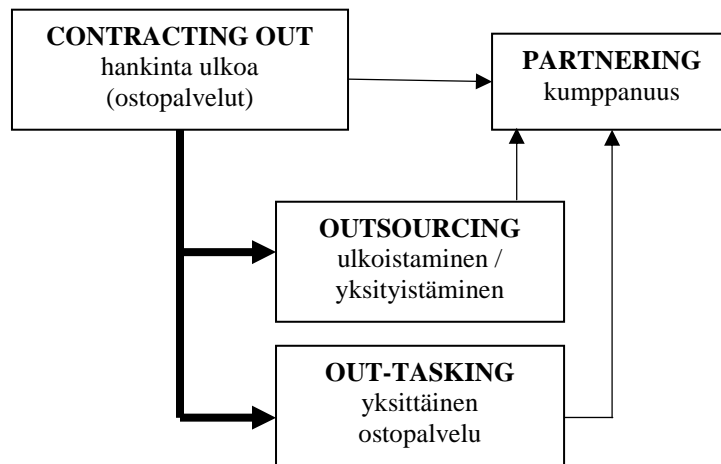 CONTRACTING OUT
hankinta ulkoa
(ostopalvelut)
PARTNERING
kumppanuus
OUTSOURCING
ulkoistaminen /
yksityistäminen
OUT-TASKING
yksittäinen
ostopalvelu